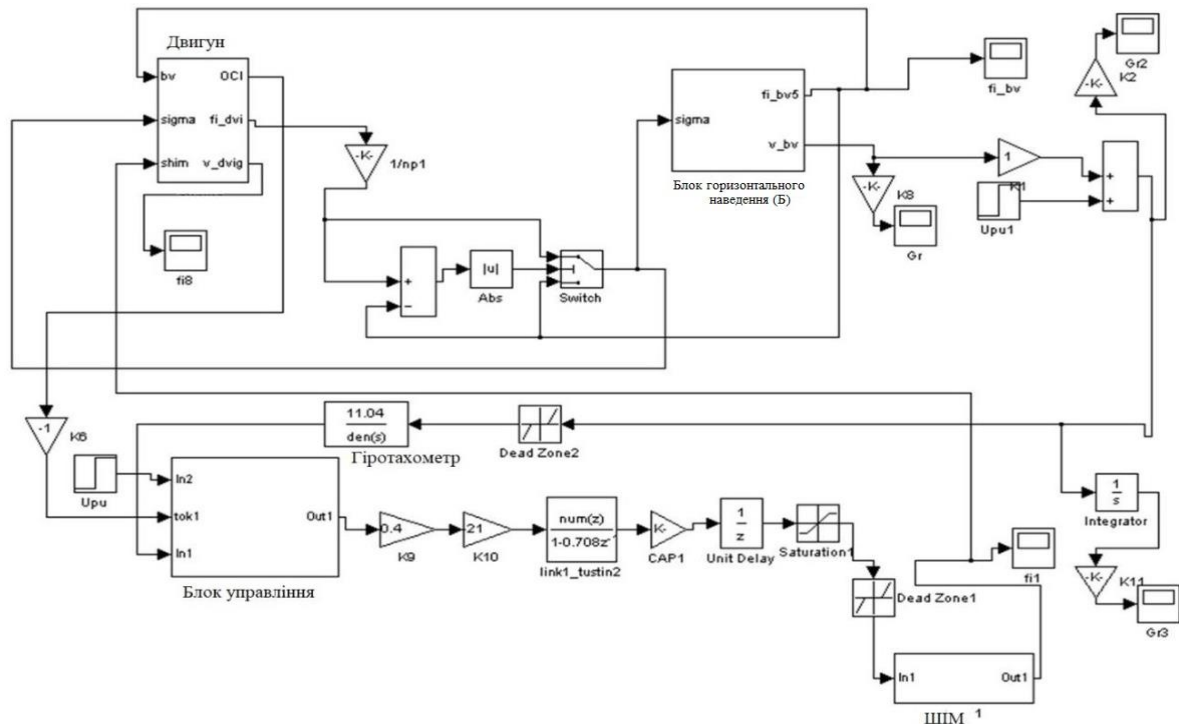 Двигун
bv
OCI
sigma
fi_dvi
shim
v_dvig
fi8
-K-
1/np1
|u|
Abs
Switch
sigma
fi_bv5
v_bv
Блок горизонтального
наведення (Б)
fi_bv
-K-
K8
Gr
1
K1
Upu1
+
+
-K-
K2
Gr2
+
−
-1
K6
Upu
11.04
den(s)
Гіротахометр
Dead Zone2
In2
tok1
In1
Out1
Блок управління
0.4
K9
21
K10
num(z)
1-0.708z⁻
link1_tustin2
K-
CAP1
1
z
Unit Delay
Saturation1
Dead Zone1
fi1
In1
Out1
ШІМ 1
1
s
Integrator
-K-
K11
Gr3